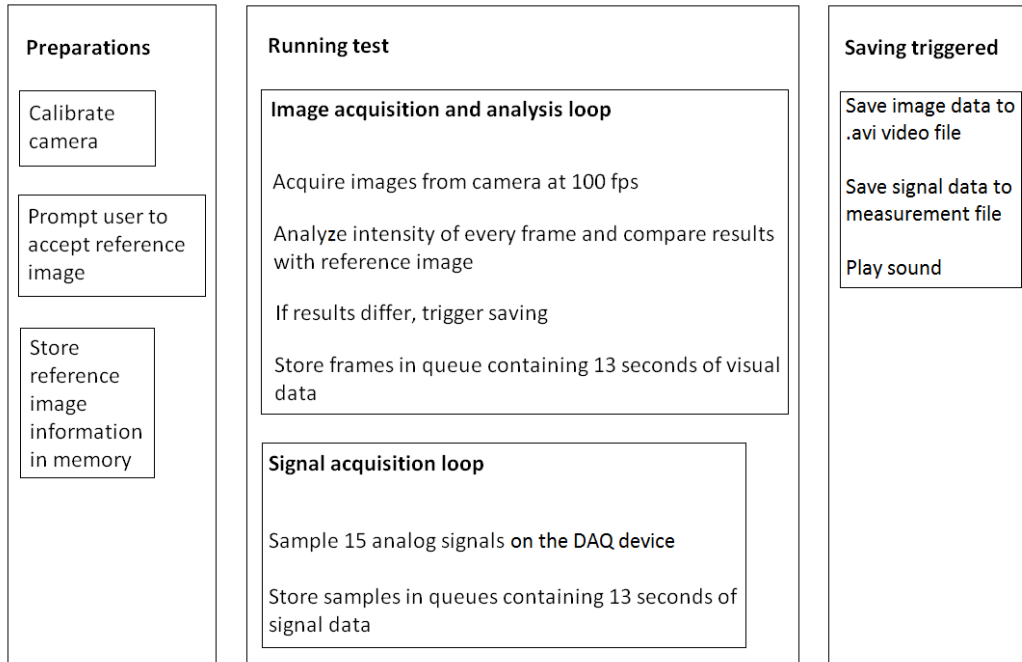 Preparations
Calibrate
camera
Prompt user to
accept reference
image
Store
reference
image
information
in memory
Running test
Image acquisition and analysis loop
Acquire images from camera at 100 fps
Analyze intensity of every frame and compare results
with reference image
If results differ, trigger saving
Store frames in queue containing 13 seconds of visual
data
Signal acquisition loop
Sample 15 analog signals on the DAQ device
Store samples in queues containing 13 seconds of
signal data
Saving triggered
Save image data to
.avi video file
Save signal data to
measurement file
Play sound